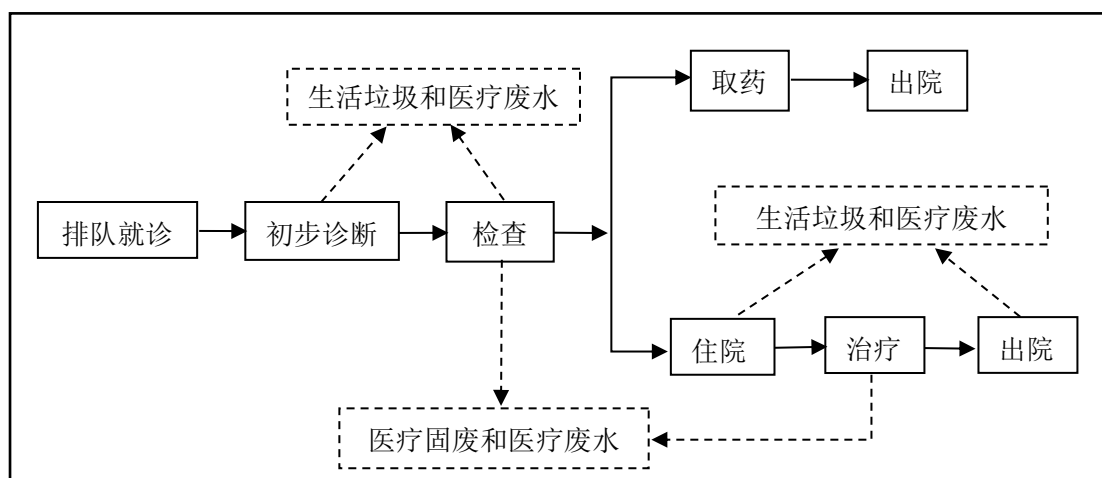 取药
出院
生活垃圾和医疗废水
排队就诊
初步诊断
检查
生活垃圾和医疗废水
住院
治疗
出院
医疗固废和医疗废水